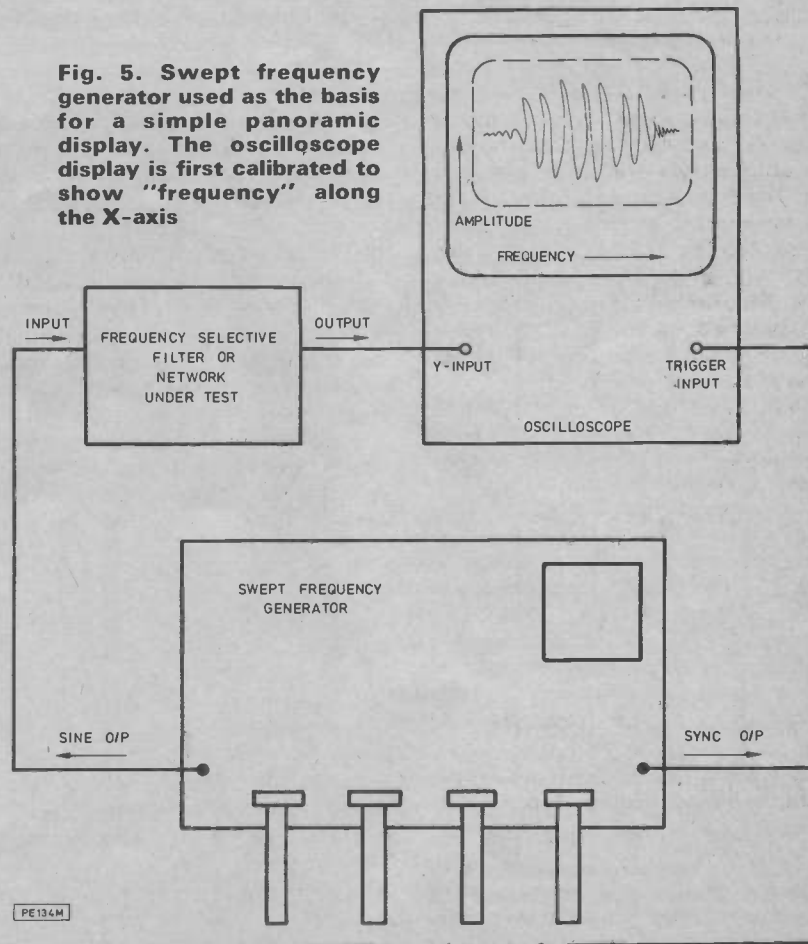 Fig. 5. Swept frequency
generator used as the basis
for a simple panoramic
display. The oscilloscope
display is first calibrated to
show "frequency" along
the X-axis
AMPLITUDE
FREQUENCY
INPUT
FREQUENCY SELECTIVE
FILTER OR
NETWORK
UNDER TEST
OUTPUT
Y-INPUT
TRIGGER
INPUT
OSCILLOSCOPE
SWEPT FREQUENCY
GENERATOR
SINE O/P
SYNC O/P
PE134M